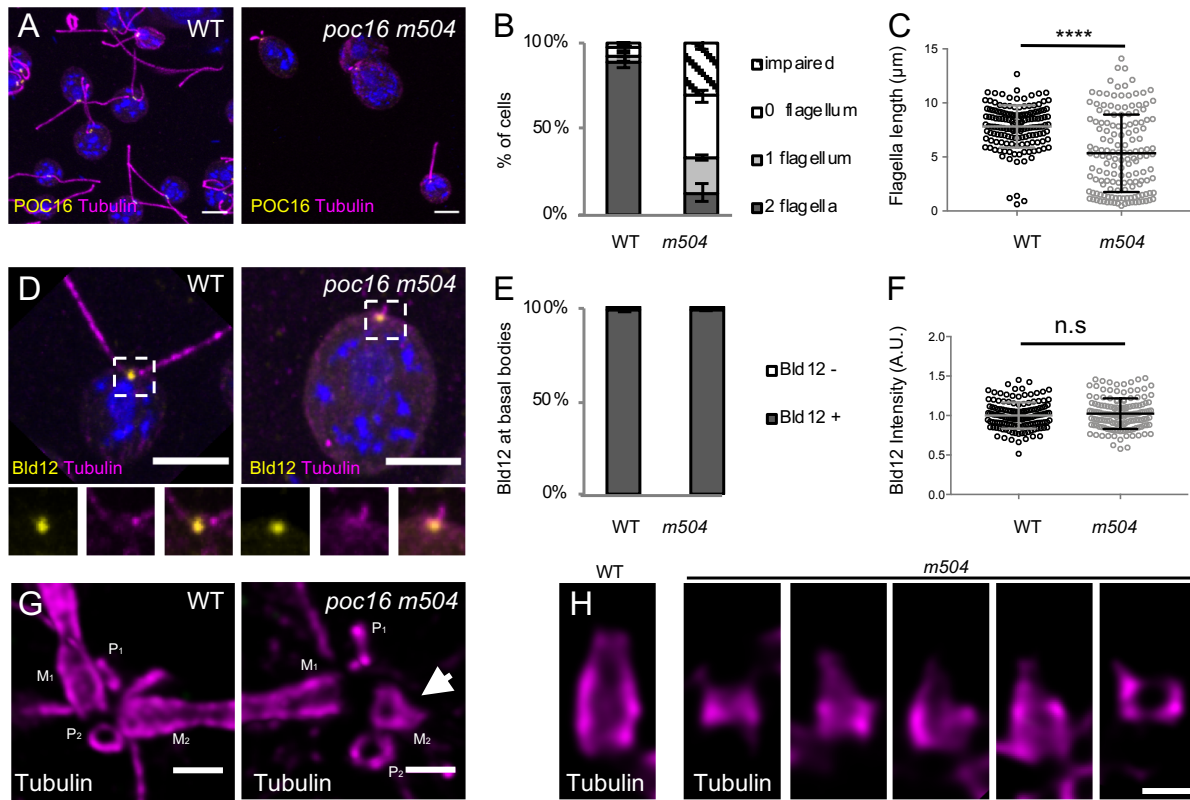 A WT
poc16 m504
POC16 Tubulin
B
% of cells
100%
50%
0%
WT m504
impaired
0 flagellum
1 flagellum
2 flagella
C
Flagella length (µm)
****
15
10
5
0
WT m504
D WT
poc16 m504
Bld12 Tubulin
Bld12 Tubulin
E
Bld12 at basal bodies
100%
50%
0%
WT m504
Bld12 -
Bld12 +
F
Bld12 Intensity (A.U.)
n.s
2.0
1.5
1.0
0.5
0.0
WT m504
G WT
M1
P1
P2
M2
Tubulin
poc16 m504
P1
M1
M2
P2
Tubulin
WT
m504
H
Tubulin
Tubulin